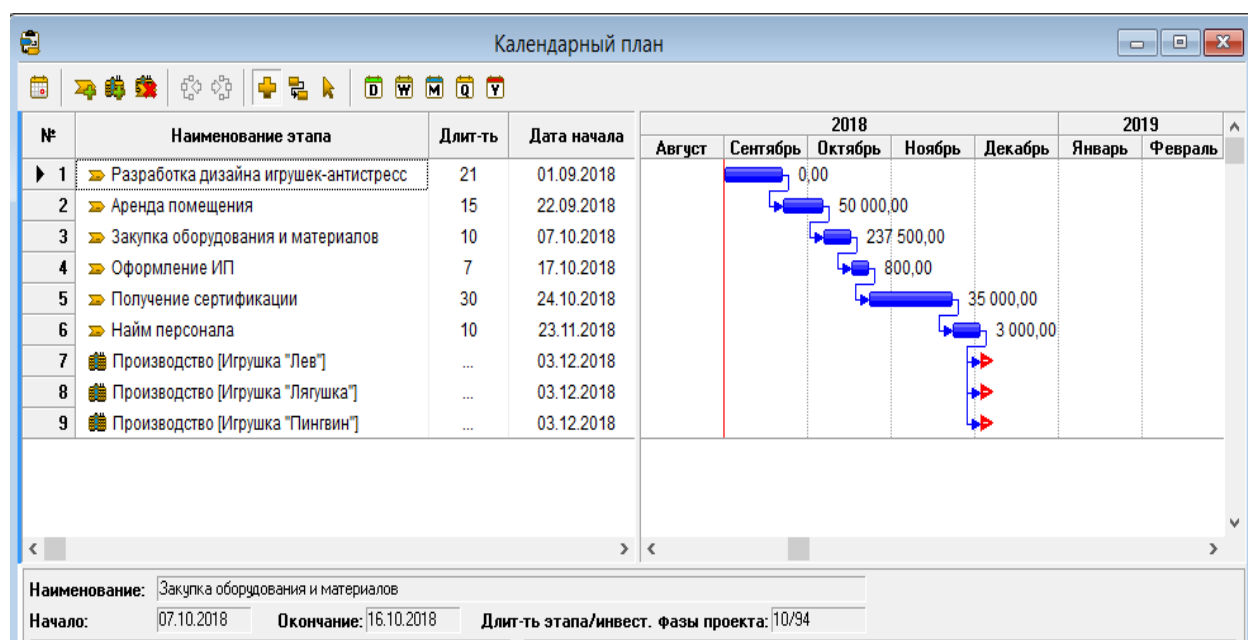 Календарный план
D W M Q Y
№ Наименование этапа Длит-ть Дата начала 2018 2019
Август Сентябрь Октябрь Ноябрь Декабрь Январь Февраль
1 Разработка дизайна игрушек-антистресс 21 01.09.2018 0,00
2 Аренда помещения 15 22.09.2018 50 000,00
3 Закупка оборудования и материалов 10 07.10.2018 237 500,00
4 Оформление ИП 7 17.10.2018 800,00
5 Получение сертификации 30 24.10.2018 35 000,00
6 Найм персонала 10 23.11.2018 3 000,00
7 Производство [Игрушка "Лев"] ... 03.12.2018
8 Производство [Игрушка "Лягушка"] ... 03.12.2018
9 Производство [Игрушка "Пингвин"] ... 03.12.2018
Наименование: Закупка оборудования и материалов
Начало: 07.10.2018 Окончание: 16.10.2018 Длит-ть этапа/инвест. фазы проекта: 10/94